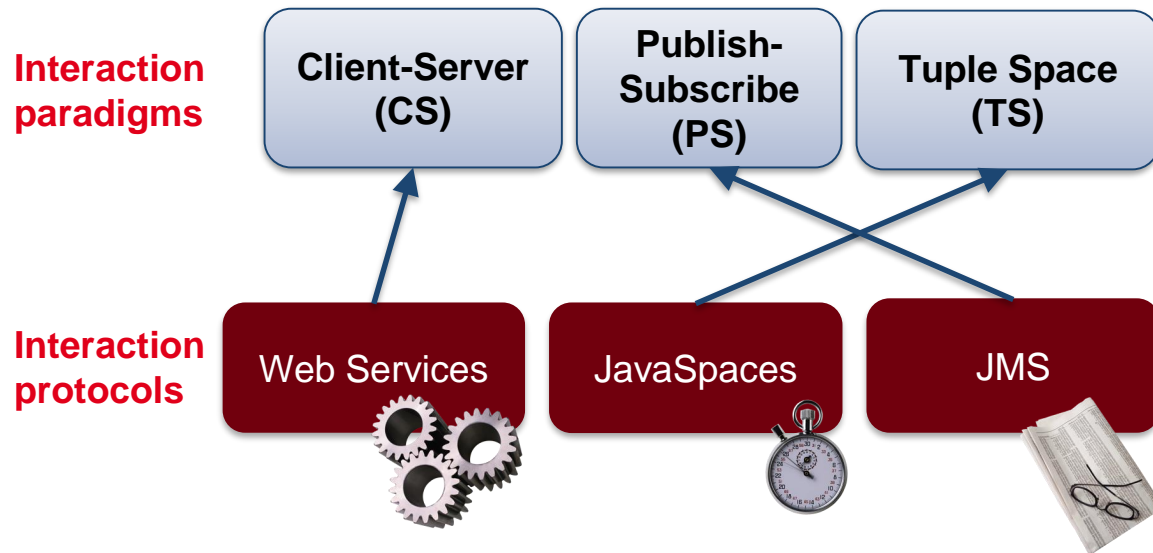 Interaction
paradigms
Client-Server
(CS)
Publish-
Subscribe
(PS)
Tuple Space
(TS)
Interaction
protocols
Web Services
JavaSpaces
JMS